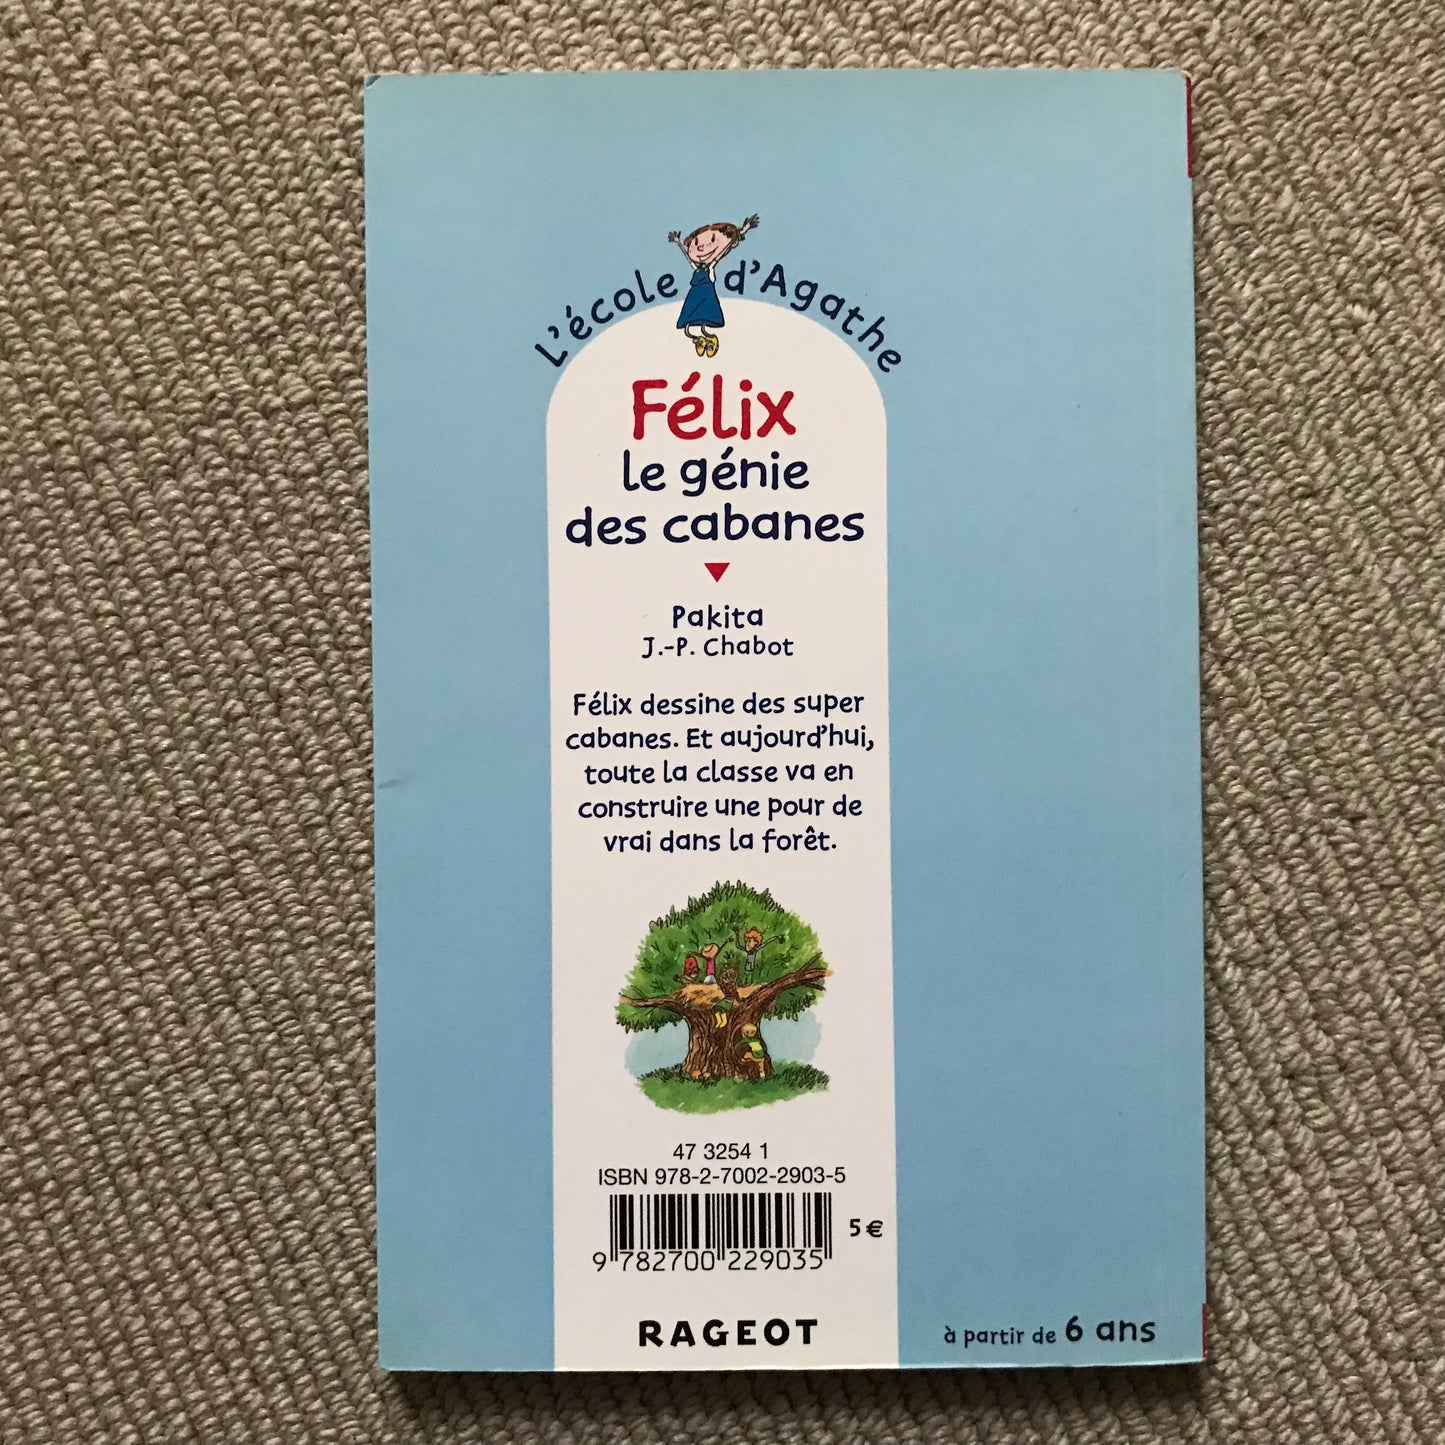 L'école d'Agathe
Félix
le génie
des cabanes
Pakita
J.-P. Chabot
Félix dessine des super
cabanes. Et aujourd'hui,
toute la classe va en
construire une pour de
vrai dans la forêt.
47 3254 1
ISBN 978-2-7002-2903-5
5 €
9 782700 229035
RAGEOT
à partir de 6 ans